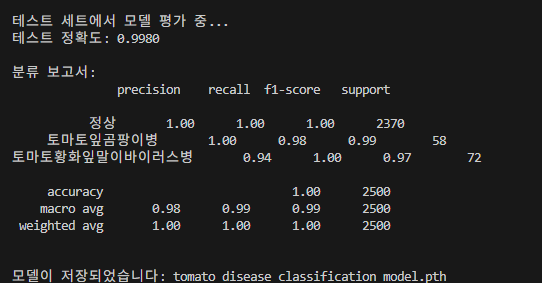 테스트 세트에서 모델 평가 중...
테스트 정확도: 0.9980
분류 보고서:
precision recall f1-score support
정상 1.00 1.00 1.00 2370
토마토잎곰팡이병 1.00 0.98 0.99 58
토마토황화잎말이바이러스병 0.94 1.00 0.97 72
accuracy 1.00 2500
macro avg 0.98 0.99 0.99 2500
weighted avg 1.00 1.00 1.00 2500
모델이 저장되었습니다: tomato_disease_classification_model.pth